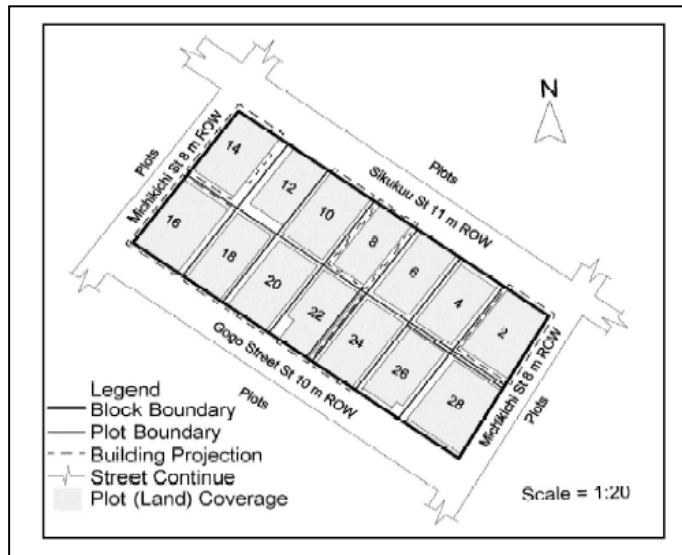 N
Plots
Michikichi St 8 m ROW
Plots
Sikukuu St 11 m ROW
14
12
10
8
6
4
2
16
18
20
22
24
26
28
Gogo Street St 10 m ROW
Plots
Michikichi St 8 m ROW
Plots
Legend
Block Boundary
Plot Boundary
Building Projection
Street Continue
Plot (Land) Coverage
Scale = 1:20